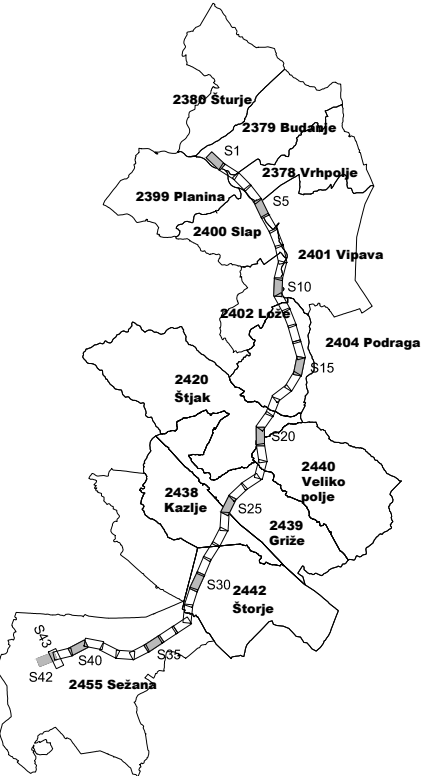 2380 Šturje
2379 Budanje
S1
2378 Vrhpolje
2399 Planina
S5
2400 Slap
2401 Vipava
S10
2402 Lože
2404 Podraga
S15
2420
Štjak
S20
2440
Veliko
polje
2438
Kazlje
S25
2439
Griže
S30
2442
Štorje
S43
S40
S35
S42
2455 Sežana